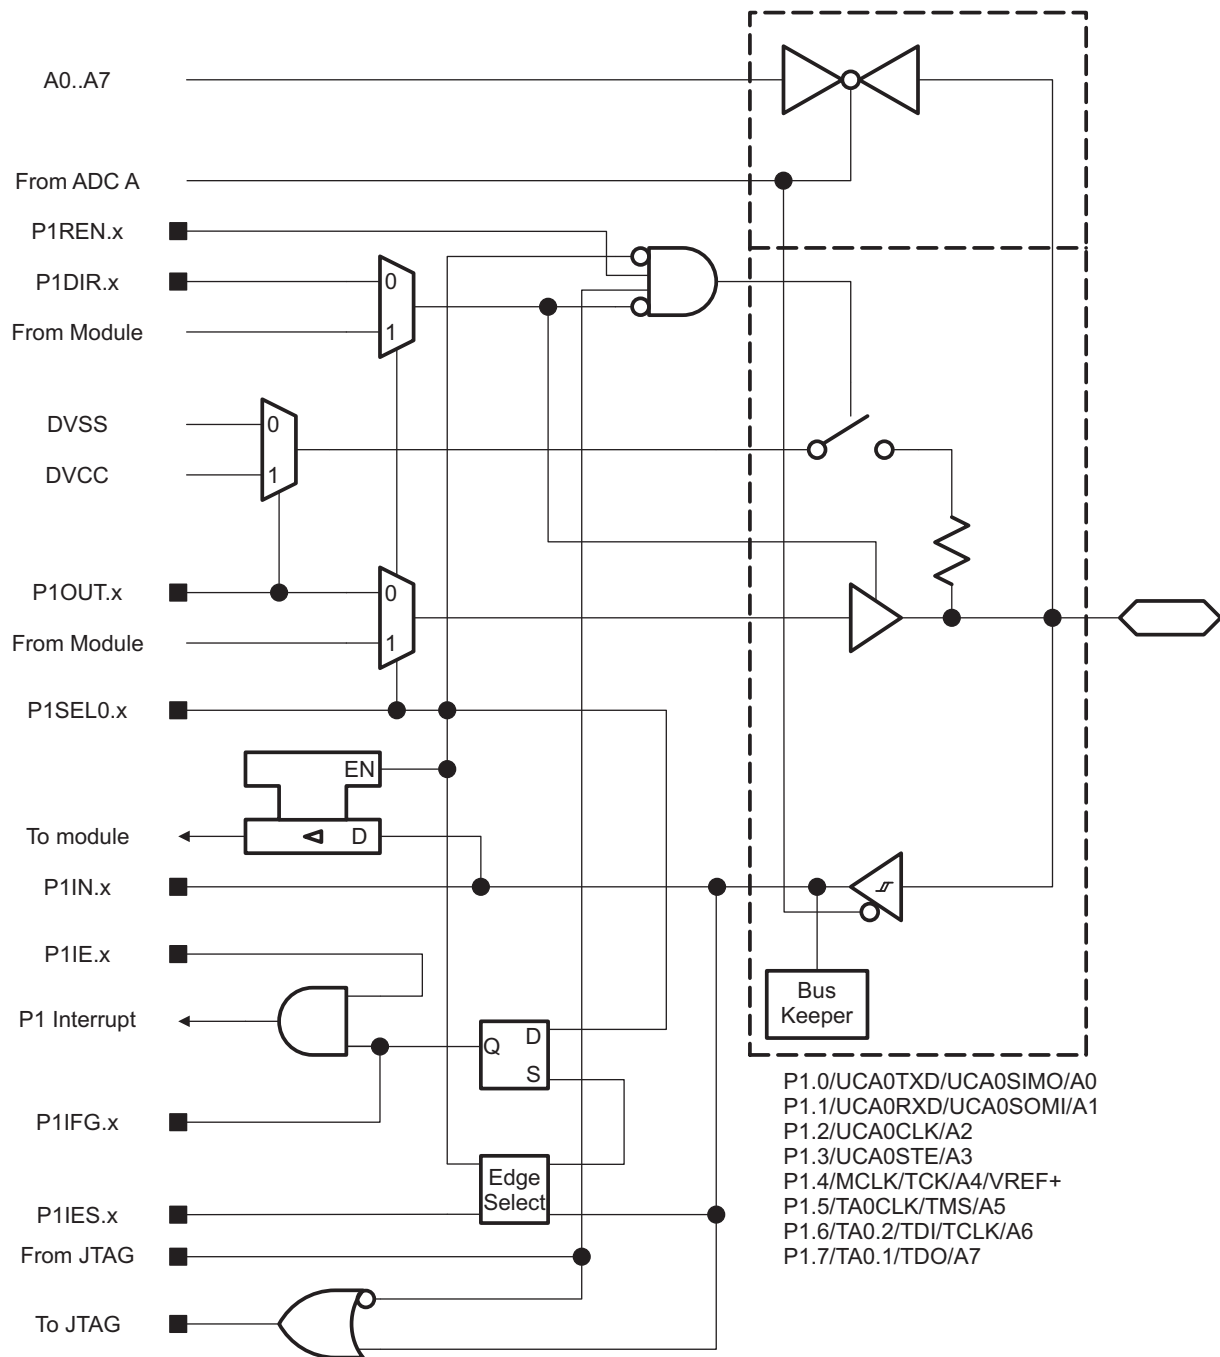 A0..A7
From ADC A
P1REN.x
P1DIR.x
0
From Module
1
DVSS
0
DVCC
1
P1OUT.x
0
From Module
1
P1SEL0.x
EN
To module
D
P1IN.x
P1IE.x
Bus
Keeper
P1 Interrupt
Q
D
S
P1IFG.x
Edge
Select
P1IES.x
From JTAG
To JTAG
P1.0/UCA0TXD/UCA0SIMO/A0
P1.1/UCA0RXD/UCA0SOMI/A1
P1.2/UCA0CLK/A2
P1.3/UCA0STE/A3
P1.4/MCLK/TCK/A4/VREF+
P1.5/TA0CLK/TMS/A5
P1.6/TA0.2/TDI/TCLK/A6
P1.7/TA0.1/TDO/A7